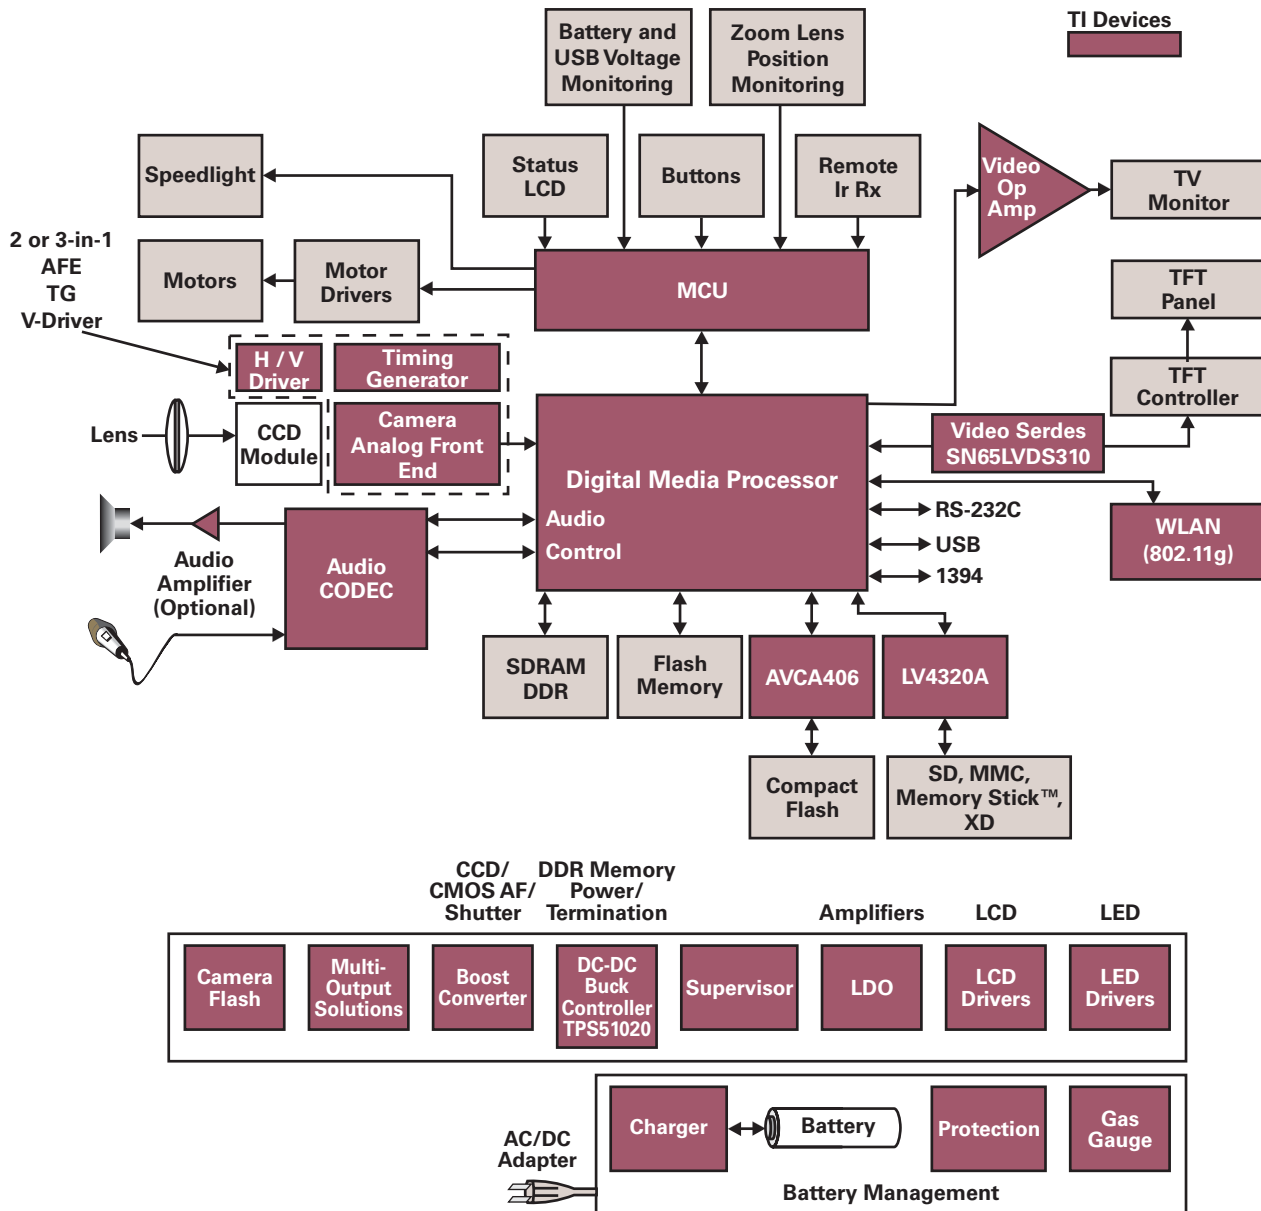 TI Devices
Battery and
USB Voltage
Monitoring
Zoom Lens
Position
Monitoring
Speedlight
Status
LCD
Buttons
Remote
Ir Rx
Video
Op
Amp
TV
Monitor
2 or 3-in-1
AFE
TG
V-Driver
Motors
Motor
Drivers
MCU
TFT
Panel
H / V
Driver
Timing
Generator
TFT
Controller
Lens
CCD
Module
Camera
Analog Front
End
Video Serdes
SN65LVDS310
Digital Media Processor
Audio
Control
RS-232C
USB
1394
WLAN
(802.11g)
Audio
Amplifier
(Optional)
Audio
CODEC
SDRAM
DDR
Flash
Memory
AVCA406
LV4320A
Compact
Flash
SD, MMC,
Memory Stick™,
XD
CCD/
CMOS AF/
Shutter
DDR Memory
Power/
Termination
Amplifiers
LCD
LED
Camera
Flash
Multi-
Output
Solutions
Boost
Converter
DC-DC
Buck
Controller
TPS51020
Supervisor
LDO
LCD
Drivers
LED
Drivers
Charger
Battery
Protection
Gas
Gauge
AC/DC
Adapter
Battery Management